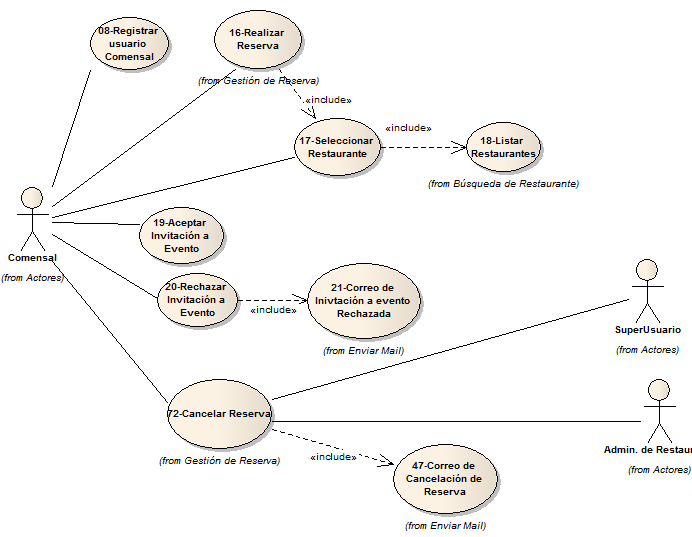 08-Registrar
usuario
Comensal
16-Realizar
Reserva
(from Gestión de Reserva)
«include»
17-Seleccionar
Restaurante
«include»
18-Listar
Restaurantes
(from Búsqueda de Restaurante)
Comensal
(from Actores)
19-Aceptar
Invitación a
Evento
20-Rechazar
Invitación a
Evento
«include»
21-Correo de
Inivtación a evento
Rechazada
(from Enviar Mail)
SuperUsuario
(from Actores)
72-Cancelar Reserva
(from Gestión de Reserva)
«include»
Admin. de Restau
(from Actores)
47-Correo de
Cancelación de
Reserva
(from Enviar Mail)